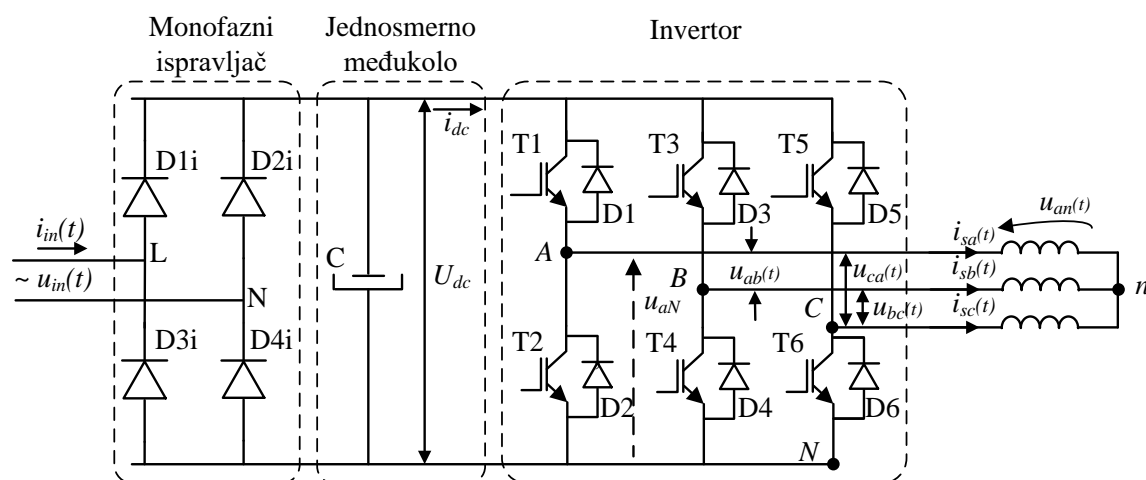 Monofazni
ispravljač
Jednosmerno
međukolo
Invertor
i_dc
T1
T3
T5
D1i
D2i
D1
D3
D5
u_an(t)
i_in(t)
L
~ u_in(t)
N
C
U_dc
A
B
C
u_aN
u_ab(t)
u_ca(t)
u_bc(t)
i_sa(t)
i_sb(t)
i_sc(t)
n
D3i
D4i
T2
T4
T6
D2
D4
D6
N